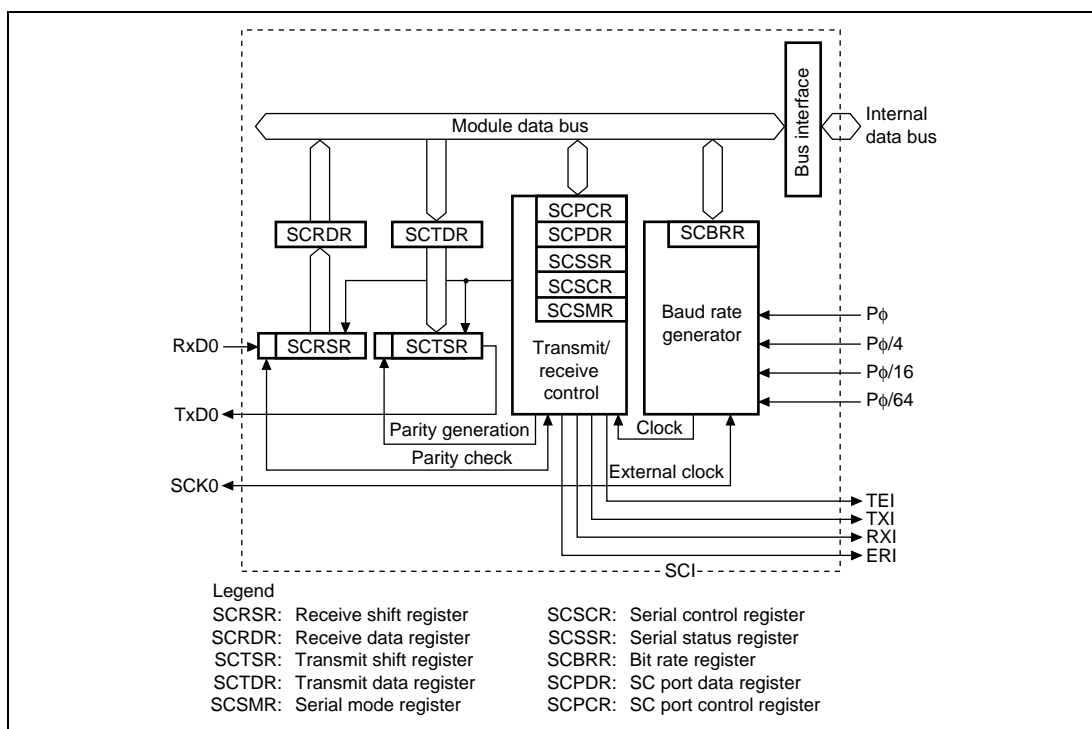 Bus interface
Internal
data bus
Module data bus
SCRDR
SCTDR
SCPCR
SCPDR
SCSSR
SCSCR
SCSMR
SCBRR
Transmit/
receive
control
Baud rate
generator
Pϕ
Pϕ/4
Pϕ/16
Pϕ/64
RxD0
SCRSR
SCTSR
TxD0
Parity generation
Clock
Parity check
External clock
SCK0
TEI
TXI
RXI
ERI
SCI
Legend
SCRSR: Receive shift register
SCRDR: Receive data register
SCTSR: Transmit shift register
SCTDR: Transmit data register
SCSMR: Serial mode register
SCSCR: Serial control register
SCSSR: Serial status register
SCBRR: Bit rate register
SCPDR: SC port data register
SCPCR: SC port control register